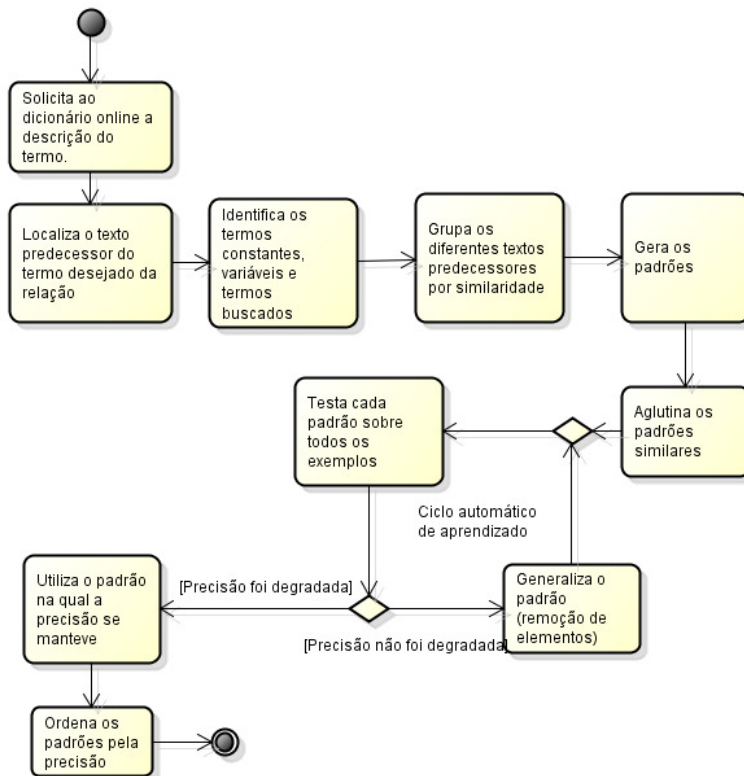 Solicita ao
dicionário online a
descrição do
termo.
Localiza o texto
predecessor do
termo desejado da
relação
Identifica os
termos
constantes,
variáveis e
termos
buscados
Grupa os
diferentes textos
predecessores
por similaridade
Gera os
padrões
Aglutina os
padrões
similares
Testa cada
padrão sobre
todos os
exemplos
Ciclo automático
de aprendizado
Generaliza o
padrão
(remoção de
elementos)
[Precisão não foi degradada]
[Precisão foi degradada]
Utiliza o padrão
na qual a
precisão se
manteve
Ordena os
padrões pela
precisão